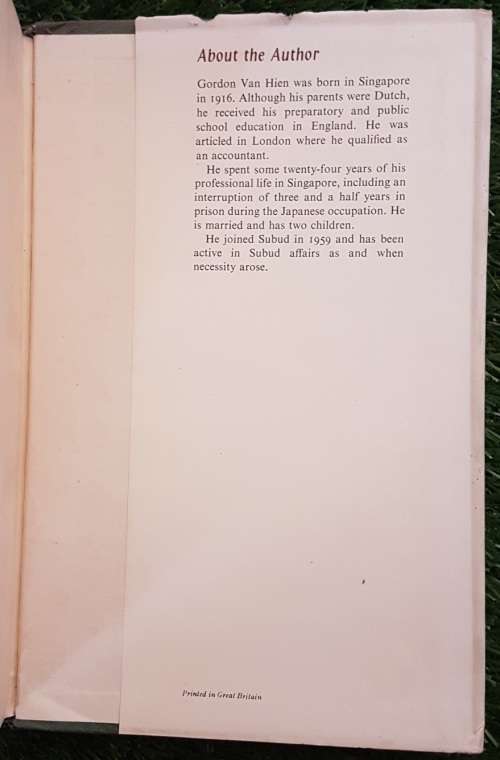 About the Author
Gordon Van Hien was born in Singapore
in 1916. Although his parents were Dutch,
he received his preparatory and public
school education in England. He was
articled in London where he qualified as
an accountant.
He spent some twenty-four years of his
professional life in Singapore, including an
interruption of three and a half years in
prison during the Japanese occupation. He
is married and has two children.
He joined Subud in 1959 and has been
active in Subud affairs as and when
necessity arose.
Printed in Great Britain